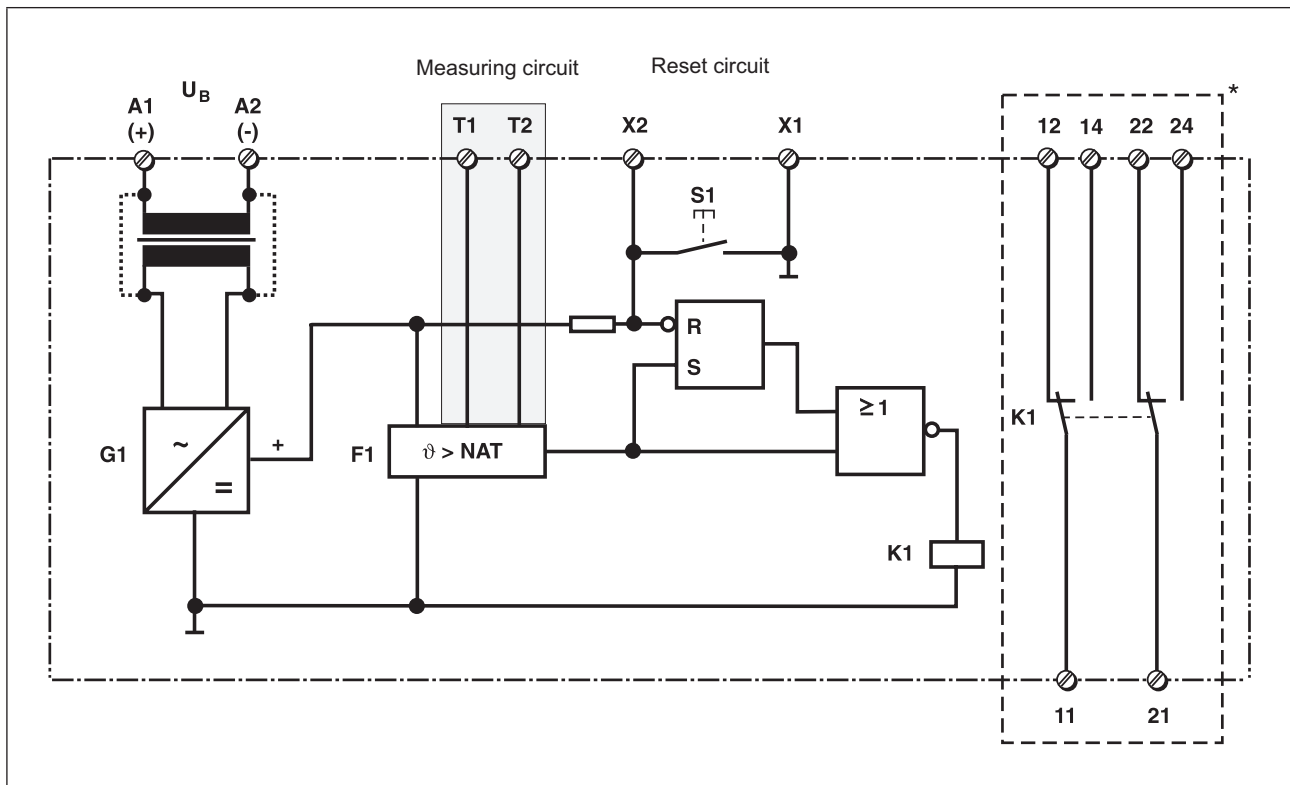 Measuring circuit
Reset circuit
U_B
A1
(+)
A2
(-)
T1
T2
X2
X1
12
14
22
24
*
S1
R
S
≥1
K1
G1
~
=
+
F1
ϑ > NAT
K1
11
21